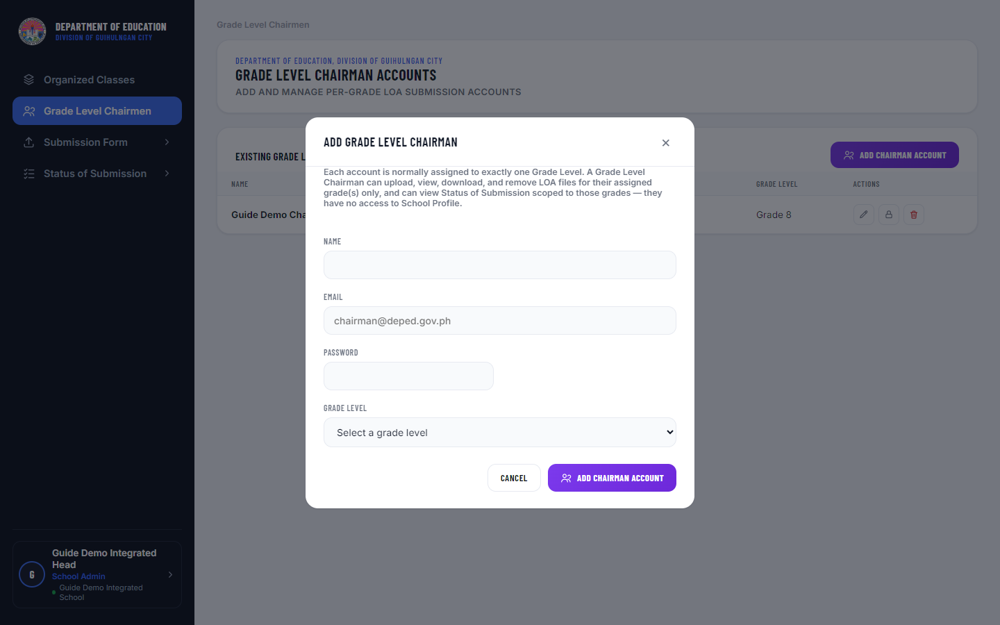 DEPARTMENT OF EDUCATION
DIVISION OF GUIHULNGAN CITY
Organized Classes
Grade Level Chairmen
Submission Form
Status of Submission
Guide Demo Integrated
Head
School Admin
Guide Demo Integrated
School
G
Grade Level Chairmen
DEPARTMENT OF EDUCATION, DIVISION OF GUIHULNGAN CITY
GRADE LEVEL CHAIRMAN ACCOUNTS
ADD AND MANAGE PER-GRADE LOA SUBMISSION ACCOUNTS
EXISTING GRADE L
ADD CHAIRMAN ACCOUNT
NAME
GRADE LEVEL
ACTIONS
Guide Demo Cha
Grade 8
ADD GRADE LEVEL CHAIRMAN
Each account is normally assigned to exactly one Grade Level. A Grade Level
Chairman can upload, view, download, and remove LOA files for their assigned
grade(s) only, and can view Status of Submission scoped to those grades — they
have no access to School Profile.
NAME
EMAIL
chairman@deped.gov.ph
PASSWORD
GRADE LEVEL
Select a grade level
CANCEL
ADD CHAIRMAN ACCOUNT